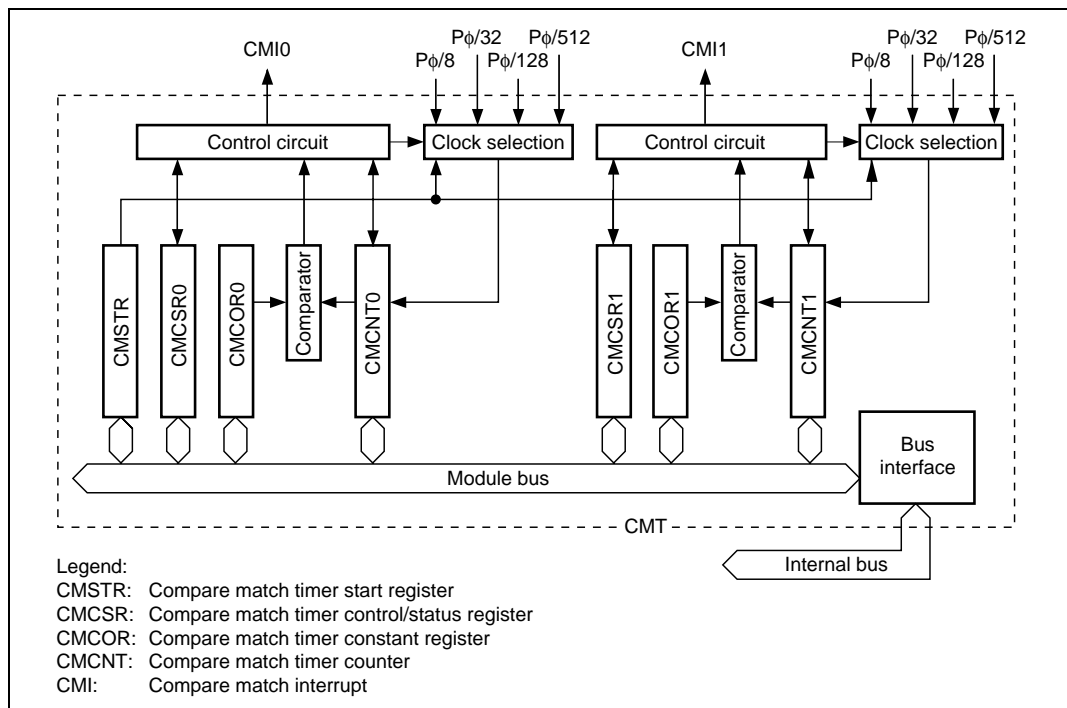 CMI0
Pφ/32
Pφ/512
Pφ/8
Pφ/128
CMI1
Pφ/32
Pφ/512
Pφ/8
Pφ/128
Control circuit
Clock selection
Control circuit
Clock selection
CMSTR
CMCSR0
CMCOR0
Comparator
CMCNT0
CMCSR1
CMCOR1
Comparator
CMCNT1
Bus
interface
Module bus
CMT
Internal bus
Legend:
CMSTR: Compare match timer start register
CMCSR: Compare match timer control/status register
CMCOR: Compare match timer constant register
CMCNT: Compare match timer counter
CMI: Compare match interrupt